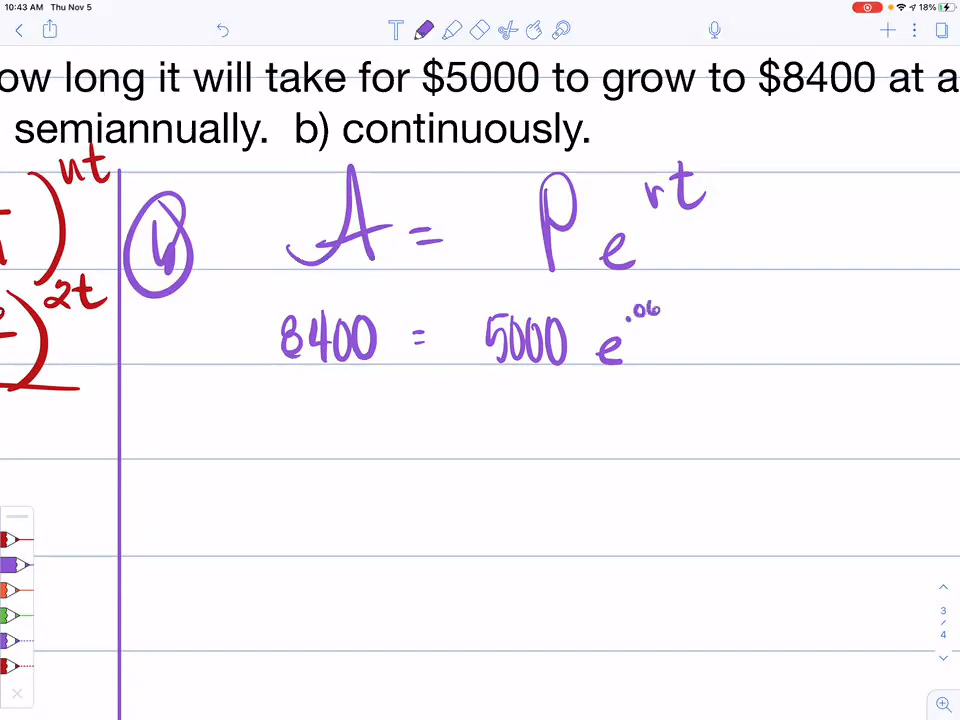 10:43 AM Thu Nov 5
18%
T
ow long it will take for $5000 to grow to $8400 at a
semiannually. b) continuously.
)^nt
)^2t
b
A = Pe^rt
8400 = 5000 e^.06
3
/
4